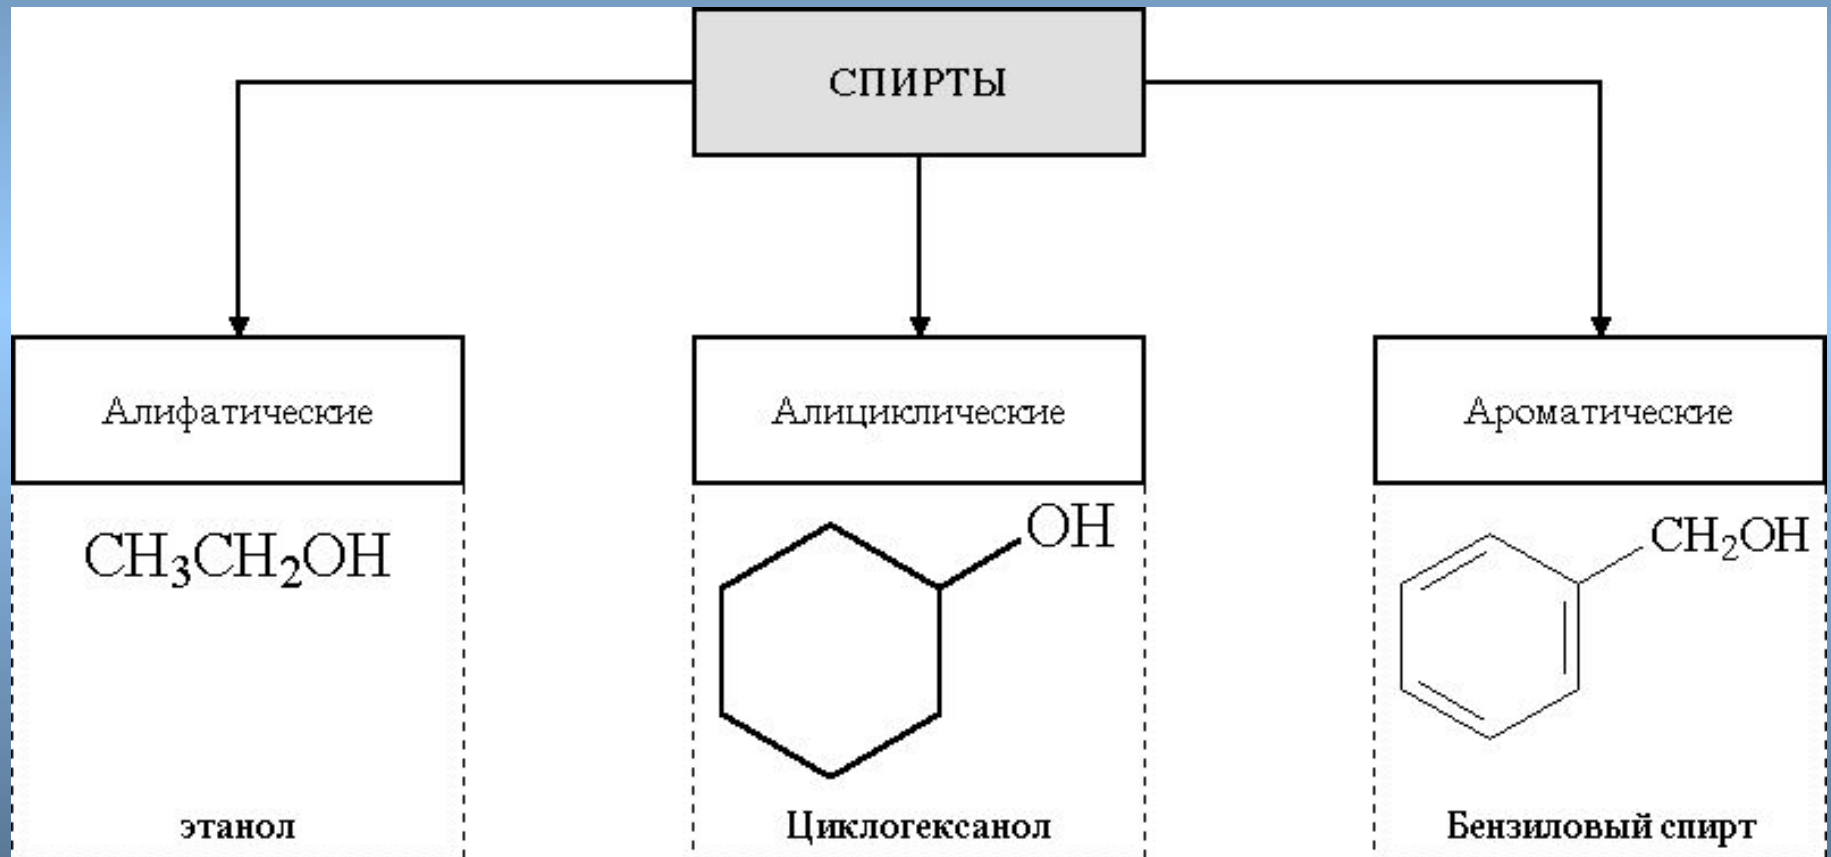 СПИРТЫ
Алифатические
Алициклические
Ароматические
CH₃CH₂OH
OH
CH₂OH
этанол
Циклогексанол
Бензиловый спирт